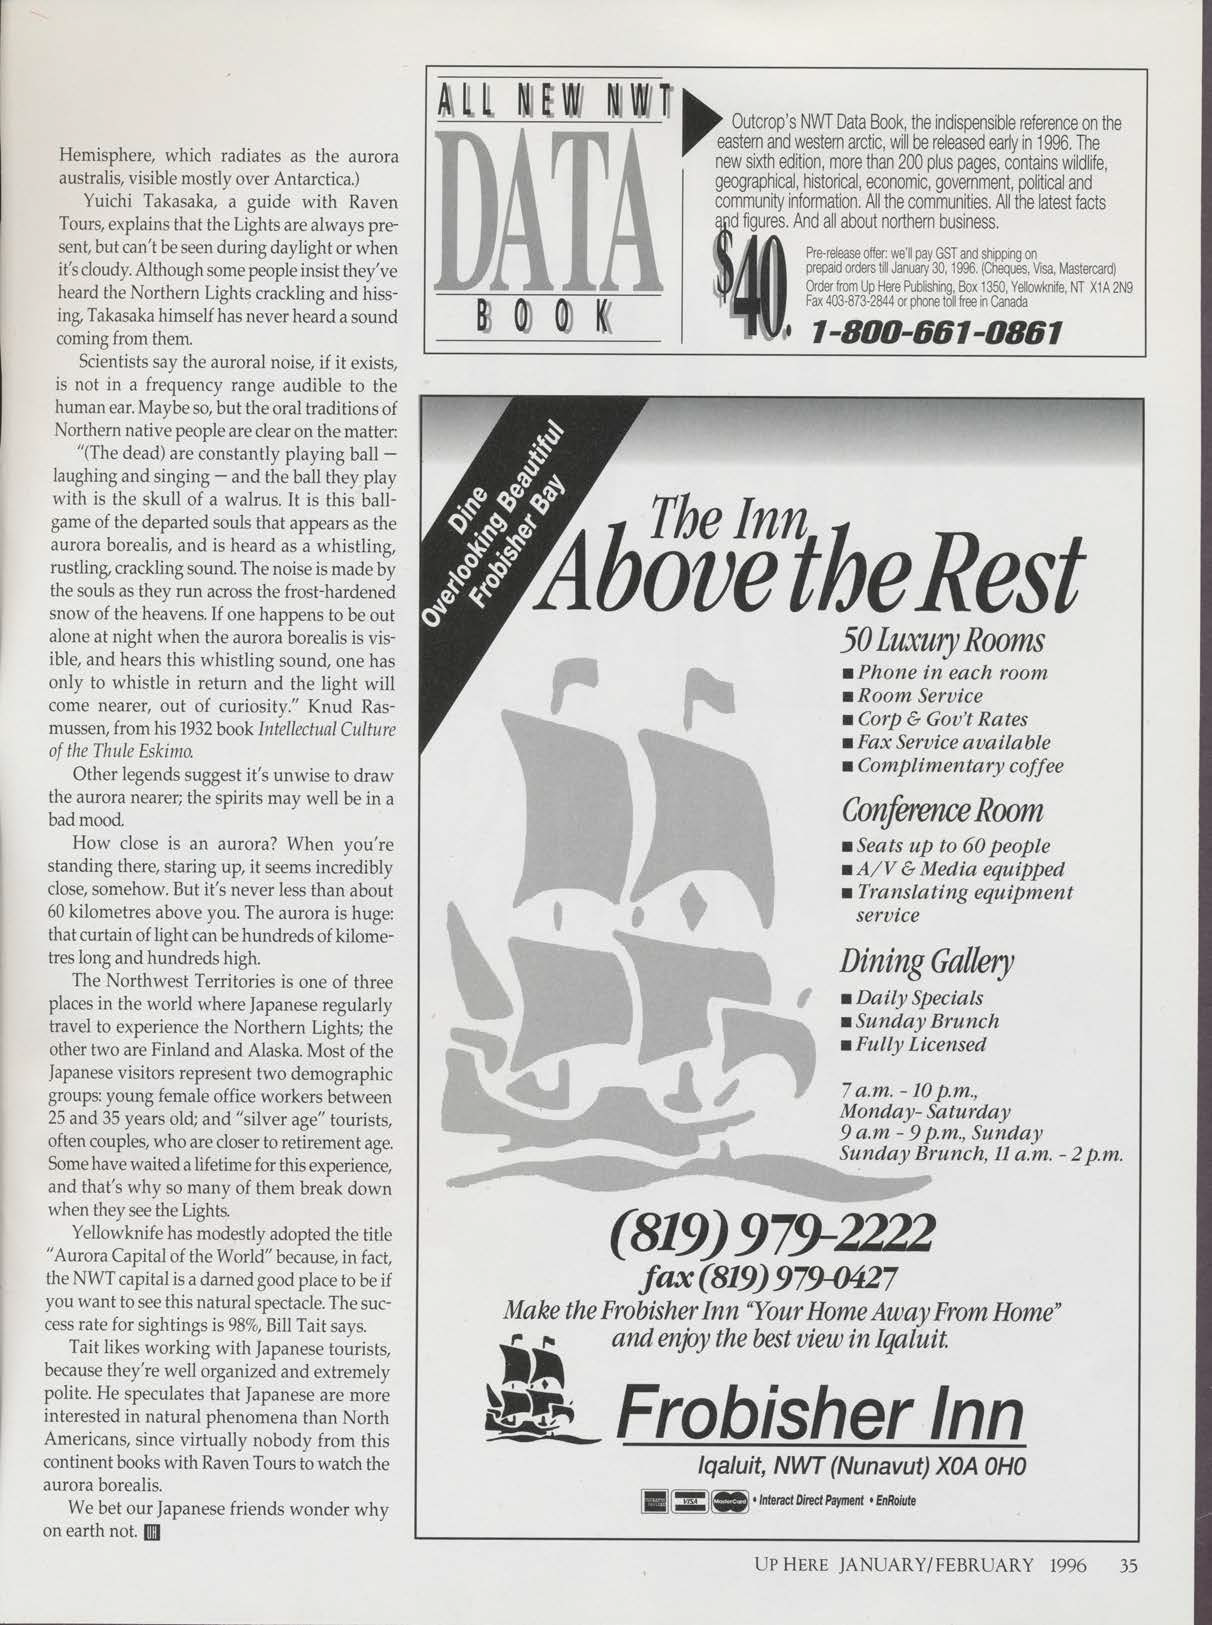 Hemisphere, which radiates as the aurora
australis, visible mostly over Antarctica.)
Yuichi Takasaka, a guide with Raven
Tours, explains that the Lights are always pre-
sent, but can't be seen during daylight or when
it's cloudy. Although some people insist they've
heard the Northern Lights crackling and hiss-
ing, Takasaka himself has never heard a sound
coming from them.
Scientists say the auroral noise, if it exists,
is not in a frequency range audible to the
human ear. Maybe so, but the oral traditions of
Northern native people are clear on the matter:
"(The dead) are constantly playing ball —
laughing and singing — and the ball they play
with is the skull of a walrus. It is this ball-
game of the departed souls that appears as the
aurora borealis, and is heard as a whistling,
rustling, crackling sound. The noise is made by
the souls as they run across the frost-hardened
snow of the heavens. If one happens to be out
alone at night when the aurora borealis is vis-
ible, and hears this whistling sound, one has
only to whistle in return and the light will
come nearer, out of curiosity." Knud Ras-
mussen, from his 1932 book Intellectual Culture
of the Thule Eskimo.
Other legends suggest it's unwise to draw
the aurora nearer; the spirits may well be in a
bad mood.
How close is an aurora? When you're
standing there, staring up, it seems incredibly
close, somehow. But it's never less than about
60 kilometres above you. The aurora is huge:
that curtain of light can be hundreds of kilome-
tres long and hundreds high.
The Northwest Territories is one of three
places in the world where Japanese regularly
travel to experience the Northern Lights; the
other two are Finland and Alaska. Most of the
Japanese visitors represent two demographic
groups: young female office workers between
25 and 35 years old; and "silver age" tourists,
often couples, who are closer to retirement age.
Some have waited a lifetime for this experience,
and that's why so many of them break down
when they see the Lights.
Yellowknife has modestly adopted the title
"Aurora Capital of the World" because, in fact,
the NWT capital is a darned good place to be if
you want to see this natural spectacle. The suc-
cess rate for sightings is 98%, Bill Tait says.
Tait likes working with Japanese tourists,
because they're well organized and extremely
polite. He speculates that Japanese are more
interested in natural phenomena than North
Americans, since virtually nobody from this
continent books with Raven Tours to watch the
aurora borealis.
We bet our Japanese friends wonder why
on earth not. UH
ALL NEW NWT
DATA
BOOK
Outcrop's NWT Data Book, the indispensible reference on the
eastern and western arctic, will be released early in 1996. The
new sixth edition, more than 200 plus pages, contains wildlife,
geographical, historical, economic, government, political and
community information. All the communities. All the latest facts
and figures. And all about northern business.
$40.
Pre-release offer: we'll pay GST and shipping on
prepaid orders till January 30, 1996. (Cheques, Visa, Mastercard)
Order from Up Here Publishing, Box 1350, Yellowknife, NT X1A 2N9
Fax 403-873-2844 or phone toll free in Canada
1-800-661-0861
Dine
Overlooking Beautiful
Frobisher Bay
The Inn
Above the Rest
50 Luxury Rooms
■ Phone in each room
■ Room Service
■ Corp & Gov't Rates
■ Fax Service available
■ Complimentary coffee
Conference Room
■ Seats up to 60 people
■ A/V & Media equipped
■ Translating equipment
service
Dining Gallery
■ Daily Specials
■ Sunday Brunch
■ Fully Licensed
7 a.m. - 10 p.m.,
Monday- Saturday
9 a.m - 9 p.m., Sunday
Sunday Brunch, 11 a.m. - 2 p.m.
(819) 979-2222
fax (819) 979-0427
Make the Frobisher Inn "Your Home Away From Home"
and enjoy the best view in Iqaluit.
Frobisher Inn
Iqaluit, NWT (Nunavut) X0A 0H0
VISA MasterCard • Interact Direct Payment • EnRoiute
UP HERE JANUARY/FEBRUARY 1996 35